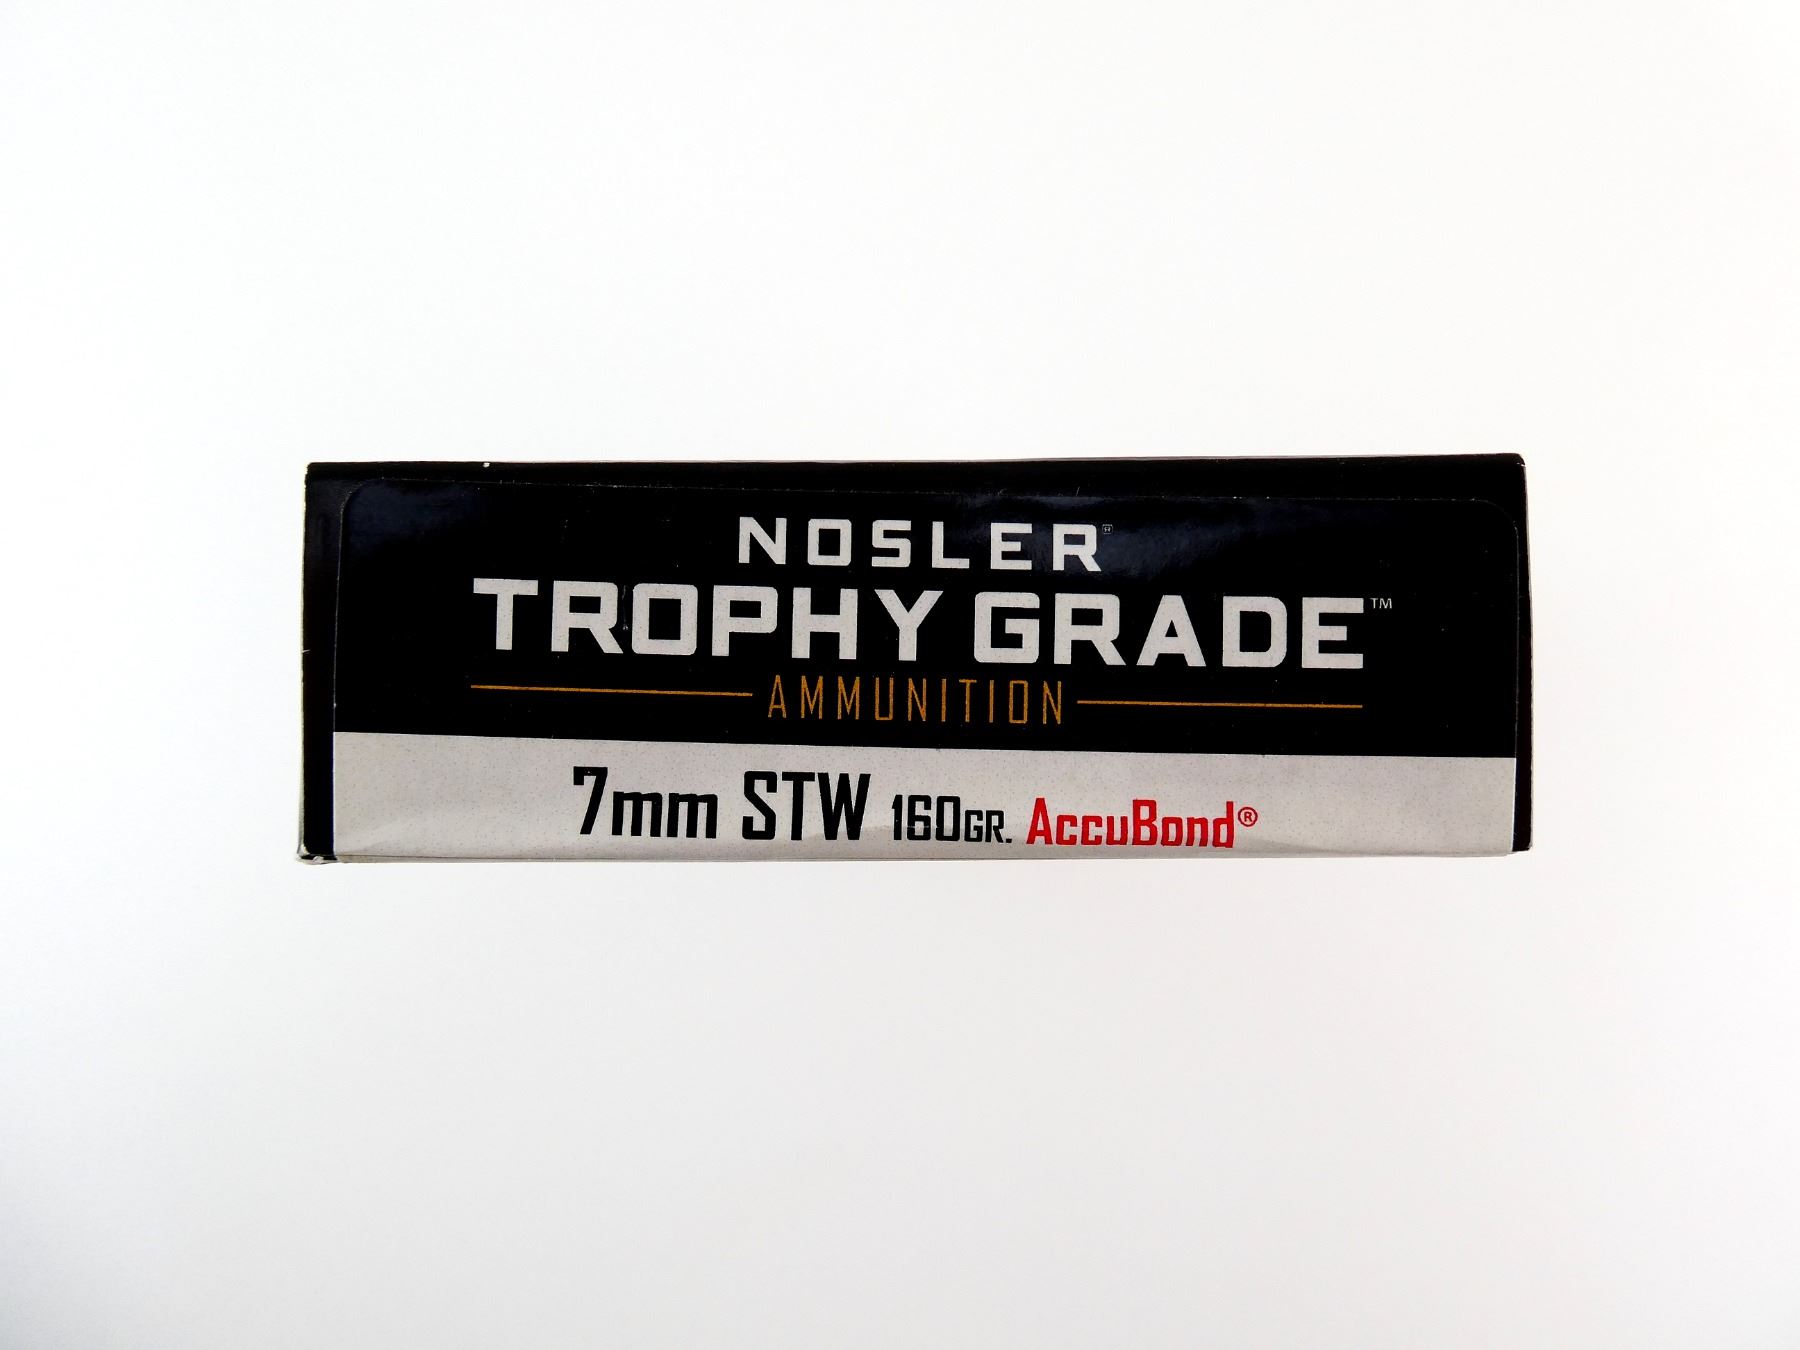 NOSLER®
TROPHY GRADE™
AMMUNITION
7mm STW 160GR. AccuBond®